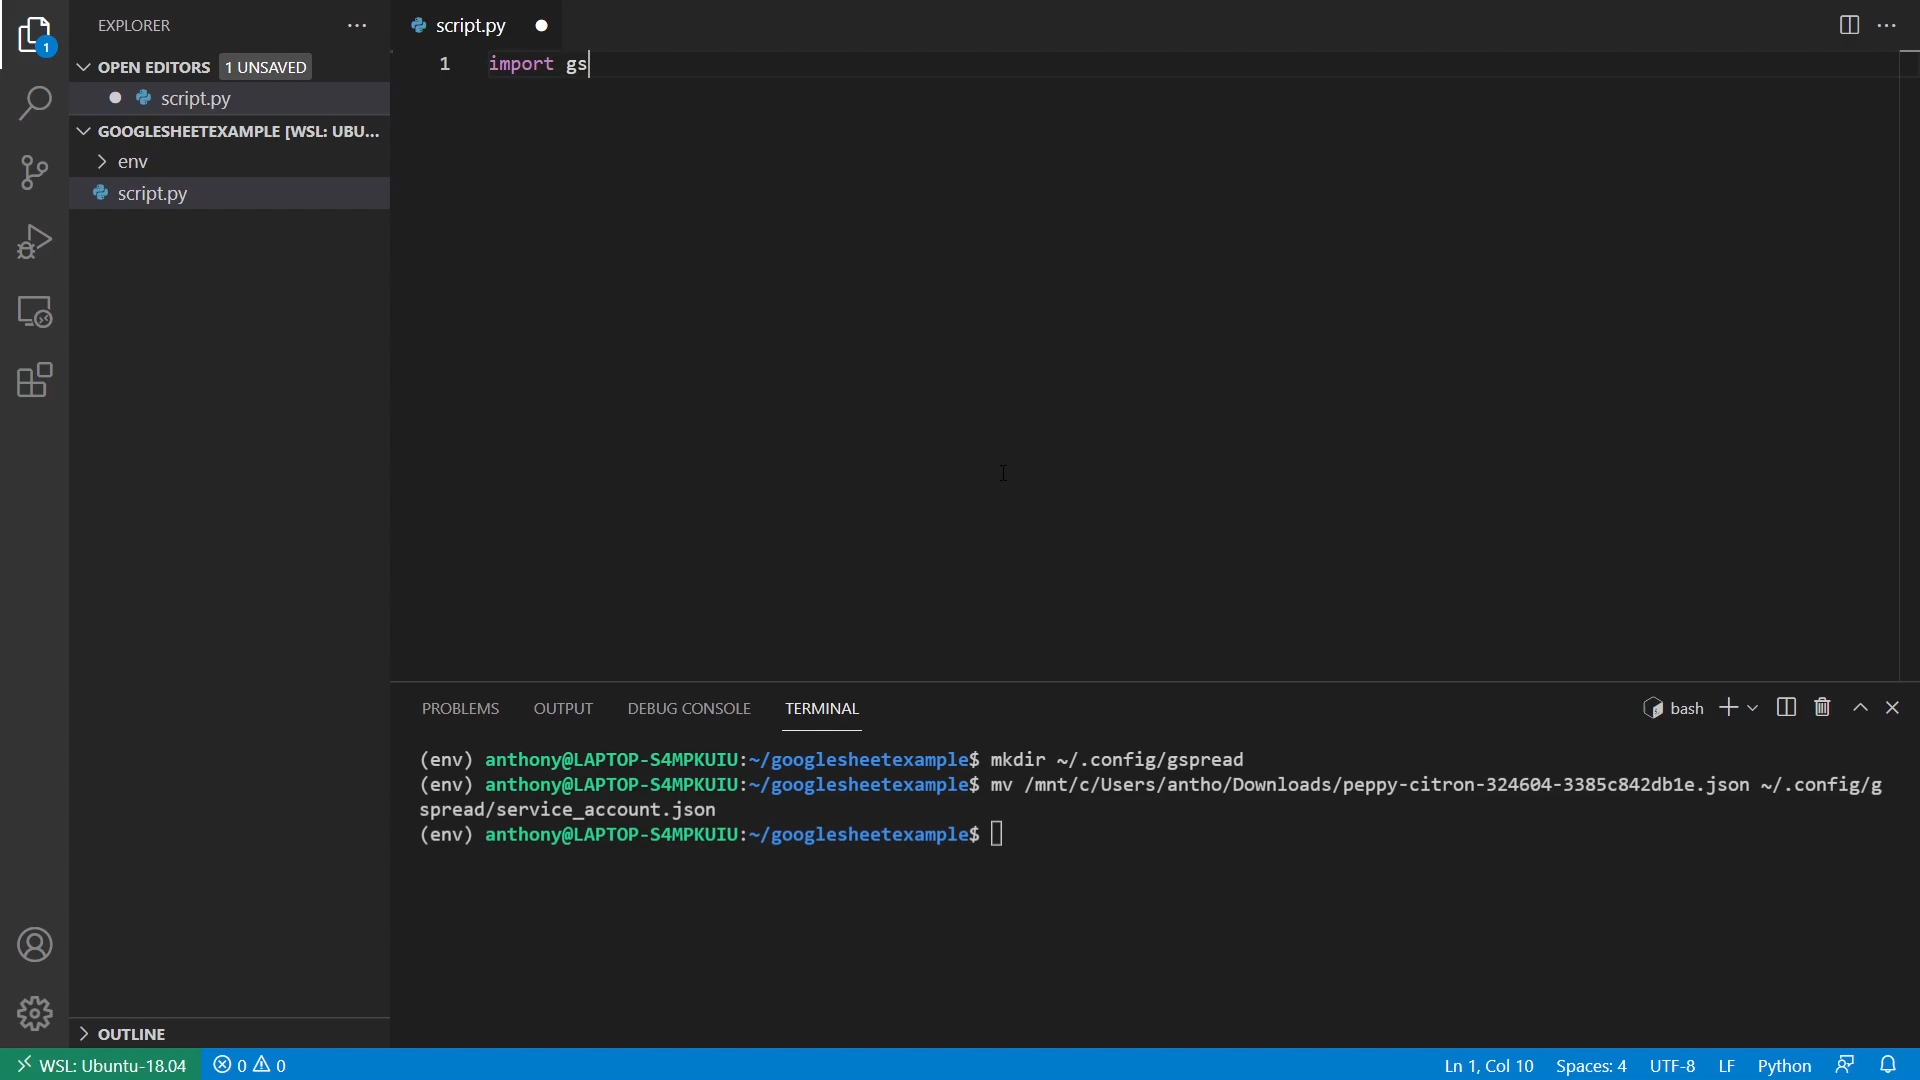 EXPLORER
1
OPEN EDITORS 1 UNSAVED
script.py
GOOGLESHEETEXAMPLE [WSL: UBU...
env
script.py
OUTLINE
script.py
1 import gs
PROBLEMS OUTPUT DEBUG CONSOLE TERMINAL
bash
(env) anthony@LAPTOP-S4MPKUIU:~/googlesheetexample$ mkdir ~/.config/gspread
(env) anthony@LAPTOP-S4MPKUIU:~/googlesheetexample$ mv /mnt/c/Users/antho/Downloads/peppy-citron-324604-3385c842db1e.json ~/.config/g
spread/service_account.json
(env) anthony@LAPTOP-S4MPKUIU:~/googlesheetexample$
WSL: Ubuntu-18.04 0 0 Ln 1, Col 10 Spaces: 4 UTF-8 LF Python